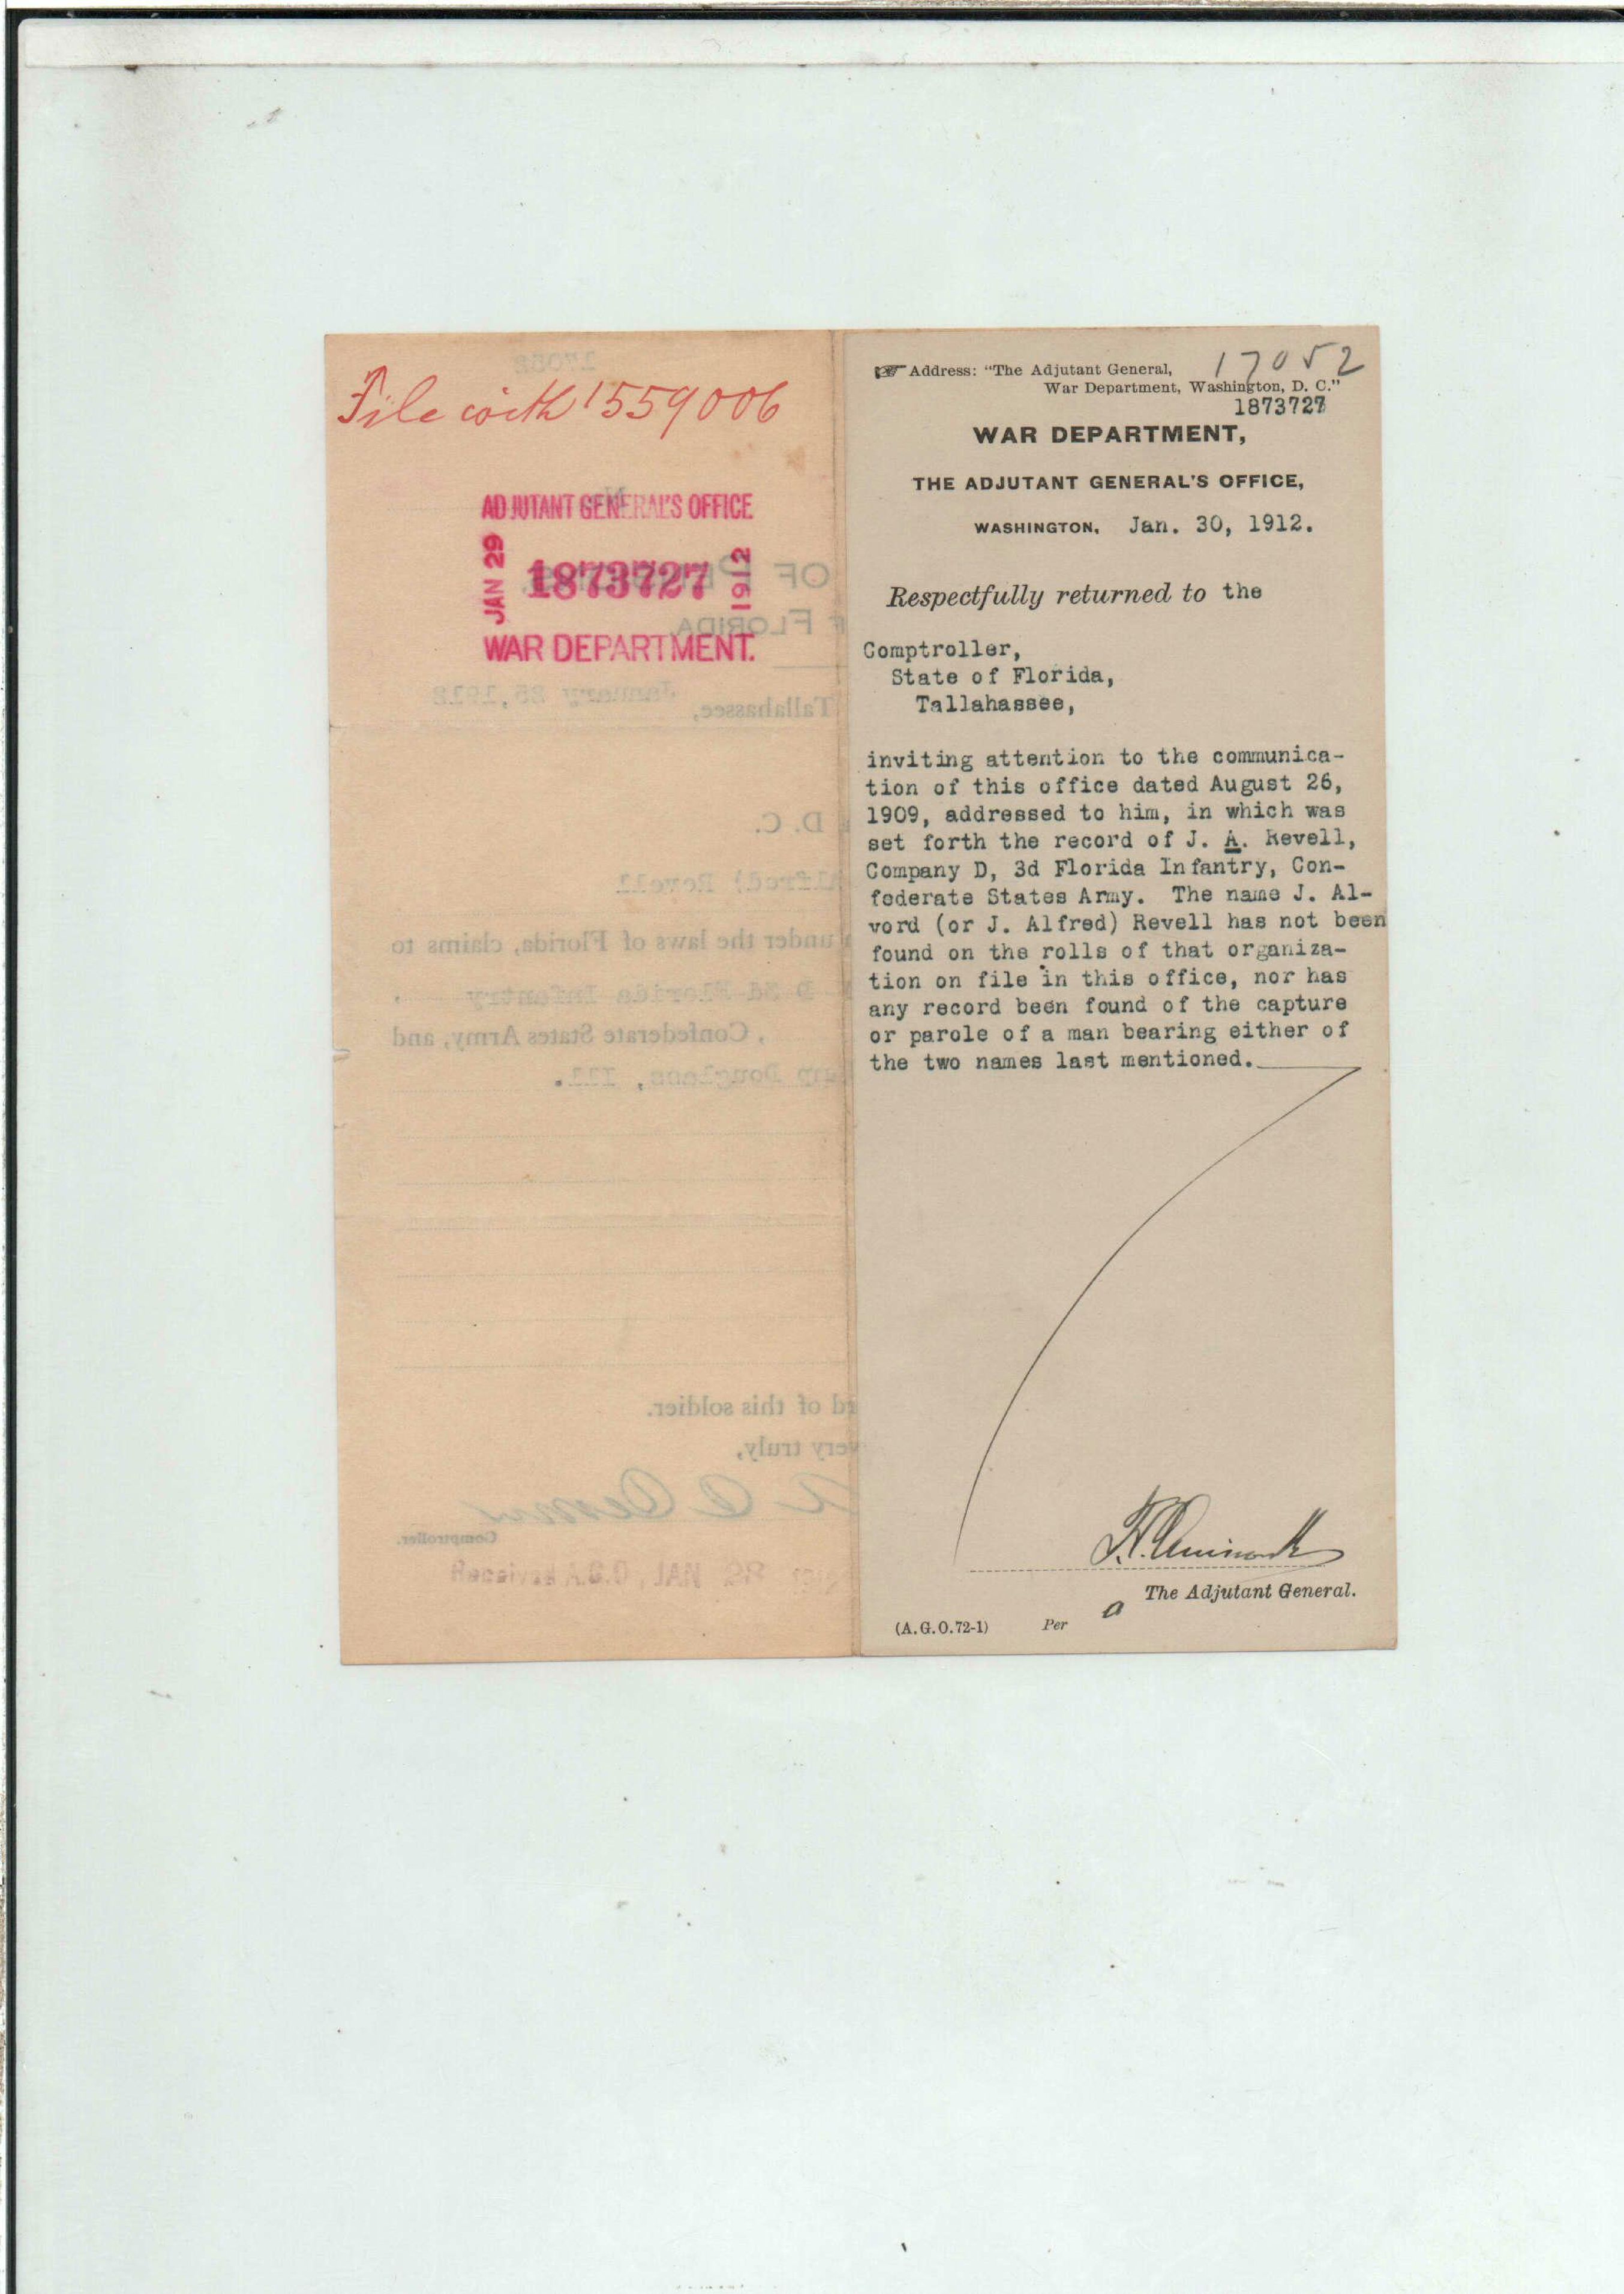 File with 1559006
ADJUTANT GENERAL'S OFFICE
JAN 29
1873727
1912
WAR DEPARTMENT.
17052
OF
FLORIDA
January 25, 1912
Tallahassee,
D. C.
Alfred) Revell
under the laws of Florida, claims to
D 3d Florida Infantry
, Confederate States Army, and
Camp Douglass, Ill.
of this soldier.
very truly,
Comptroller.
Received A.G.O. JAN 29
Address: "The Adjutant General,
17052
War Department, Washington, D. C."
1873727
WAR DEPARTMENT,
THE ADJUTANT GENERAL'S OFFICE,
WASHINGTON, Jan. 30, 1912.
Respectfully returned to the
Comptroller,
State of Florida,
Tallahassee,
inviting attention to the communica-
tion of this office dated August 26,
1909, addressed to him, in which was
set forth the record of J. A. Revell,
Company D, 3d Florida Infantry, Con-
federate States Army. The name J. Al-
vord (or J. Alfred) Revell has not been
found on the rolls of that organiza-
tion on file in this office, nor has
any record been found of the capture
or parole of a man bearing either of
the two names last mentioned.
The Adjutant General.
(A.G.O.72-1) Per a